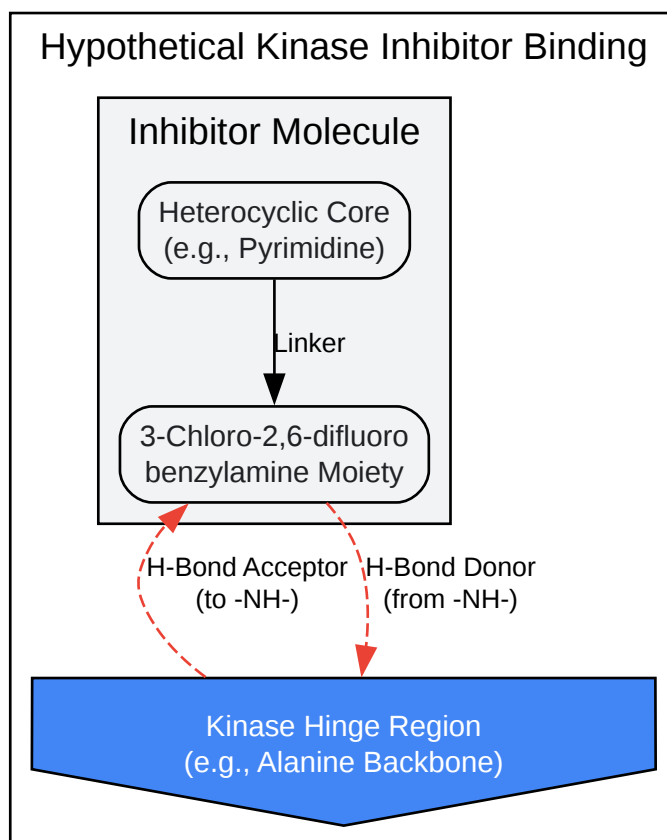 Hypothetical Kinase Inhibitor Binding
Inhibitor Molecule
Heterocyclic Core
(e.g., Pyrimidine)
Linker
3-Chloro-2,6-difluoro
benzylamine Moiety
H-Bond Acceptor
(to -NH-)
H-Bond Donor
(from -NH-)
Kinase Hinge Region
(e.g., Alanine Backbone)